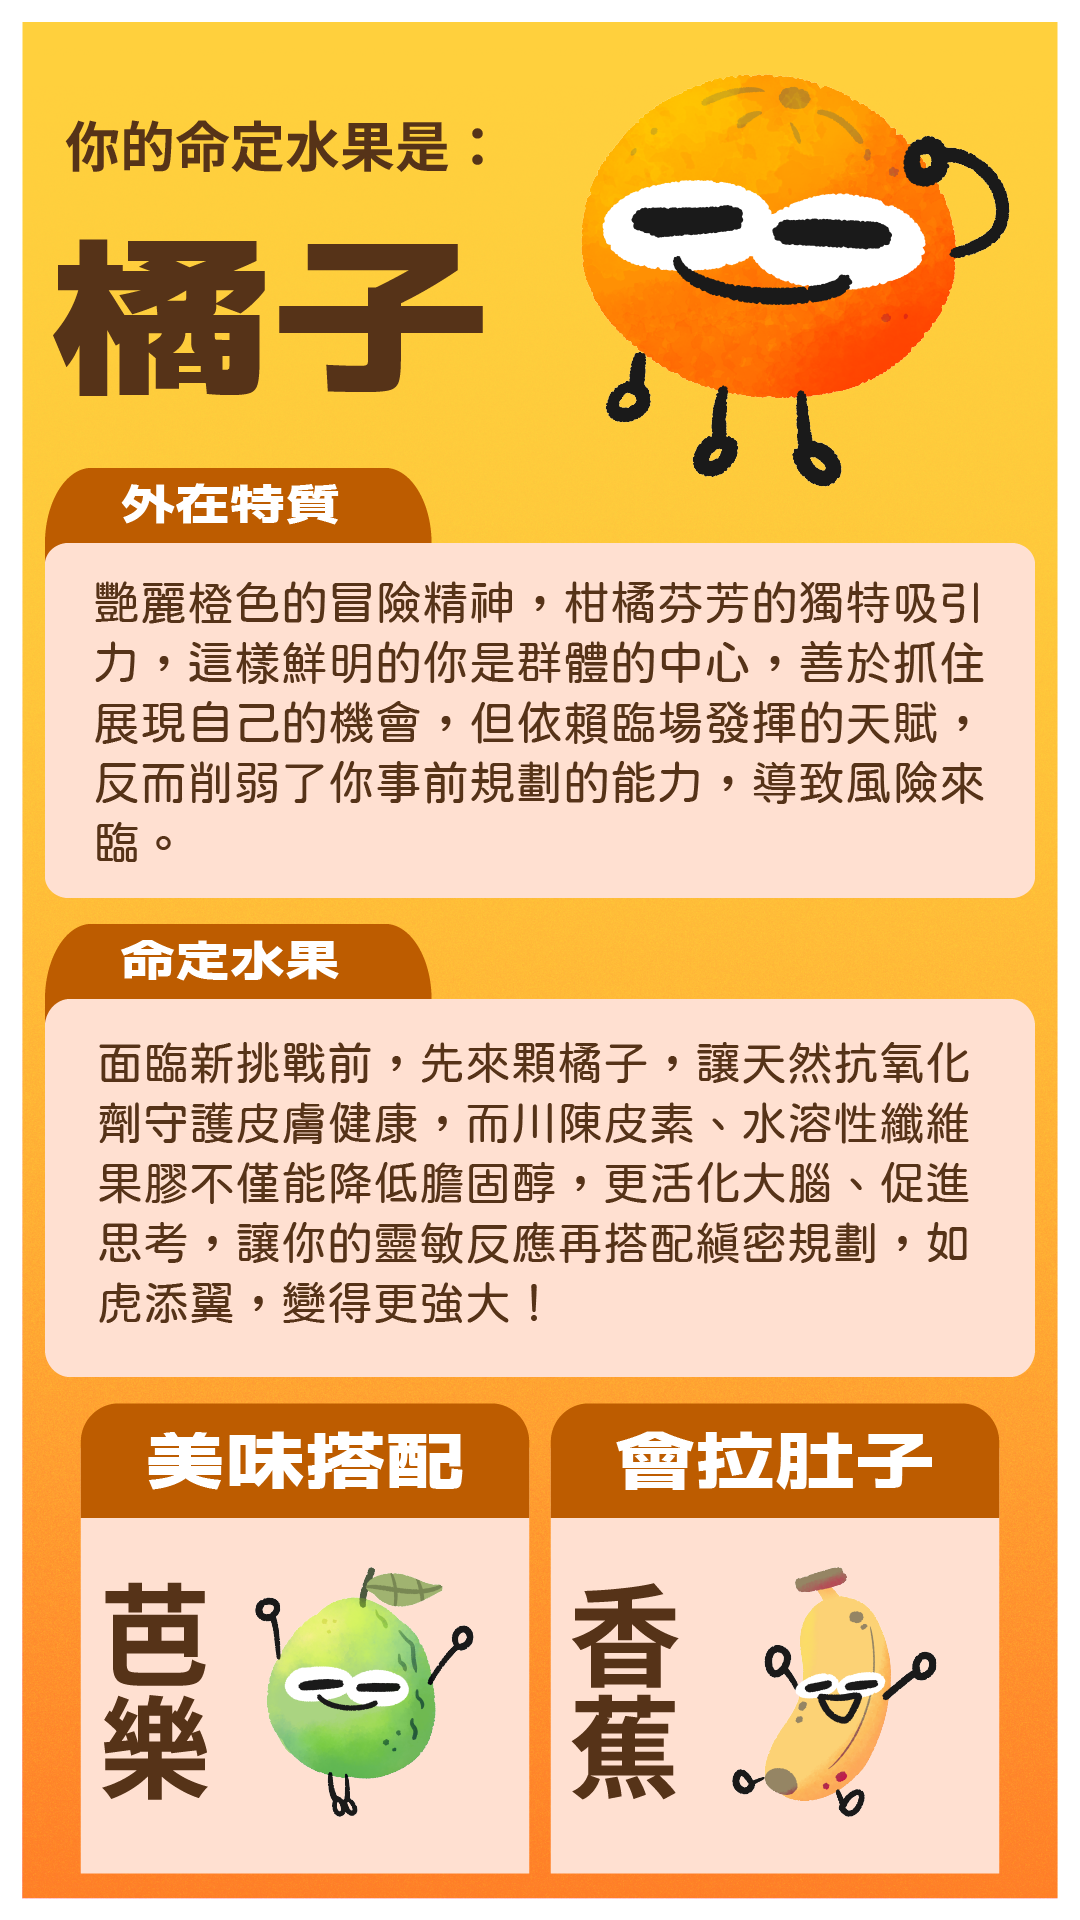 你的命定水果是：
橘子
外在特質
艷麗橙色的冒險精神，柑橘芬芳的獨特吸引
力，這樣鮮明的你是群體的中心，善於抓住
展現自己的機會，但依賴臨場發揮的天賦，
反而削弱了你事前規劃的能力，導致風險來
臨。
命定水果
面臨新挑戰前，先來顆橘子，讓天然抗氧化
劑守護皮膚健康，而川陳皮素、水溶性纖維
果膠不僅能降低膽固醇，更活化大腦、促進
思考，讓你的靈敏反應再搭配縝密規劃，如
虎添翼，變得更強大！
美味搭配
芭樂
會拉肚子
香蕉